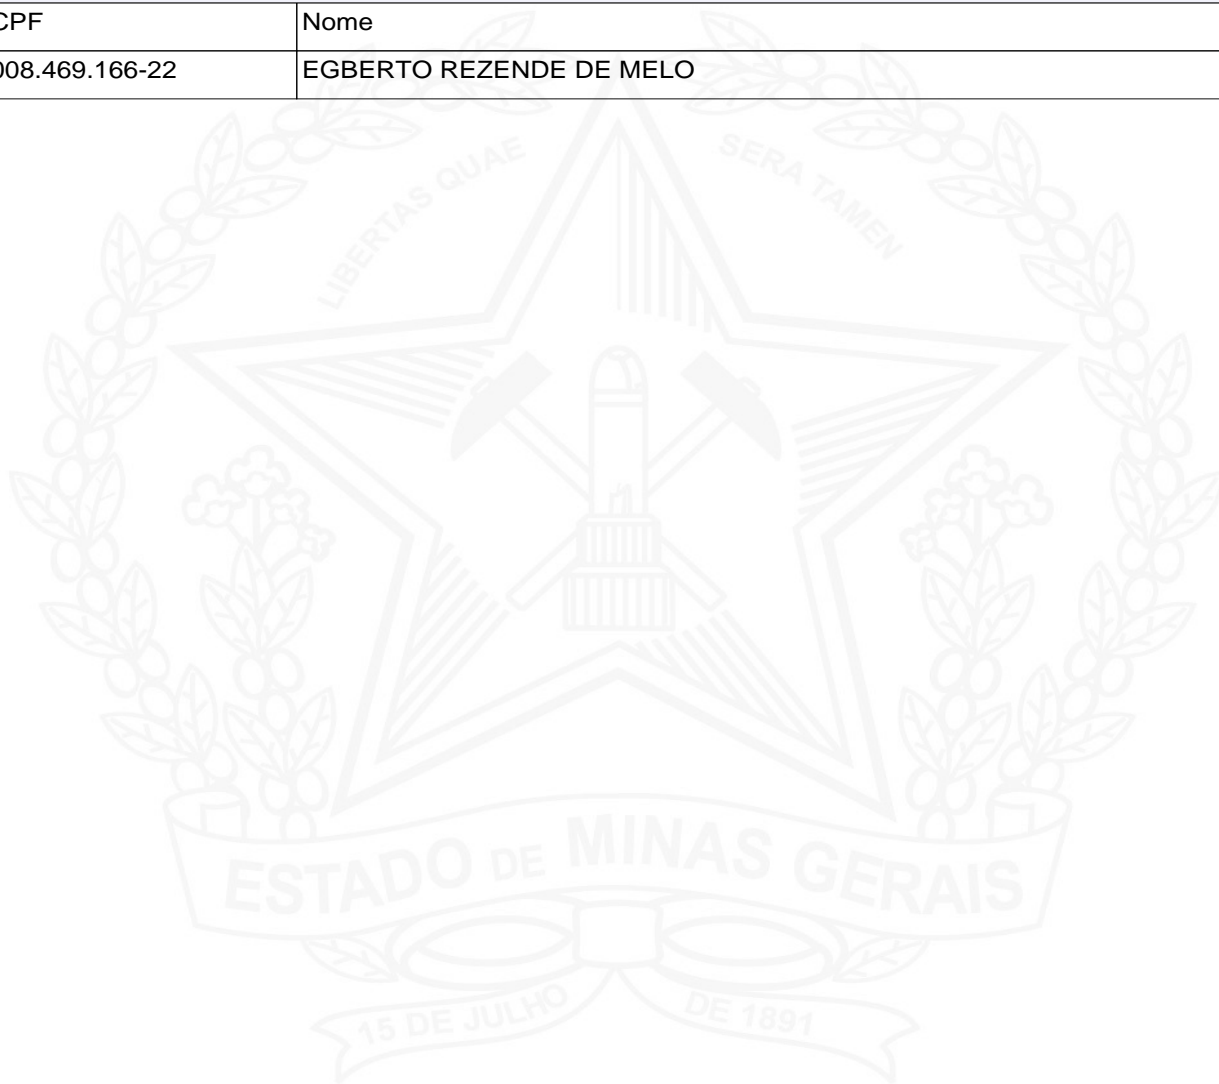 CPF Nome
008.469.166-22 EGBERTO REZENDE DE MELO
LIBERTAS QUAE SERA TAMEN
ESTADO DE MINAS GERAIS
15 DE JULHO DE 1891